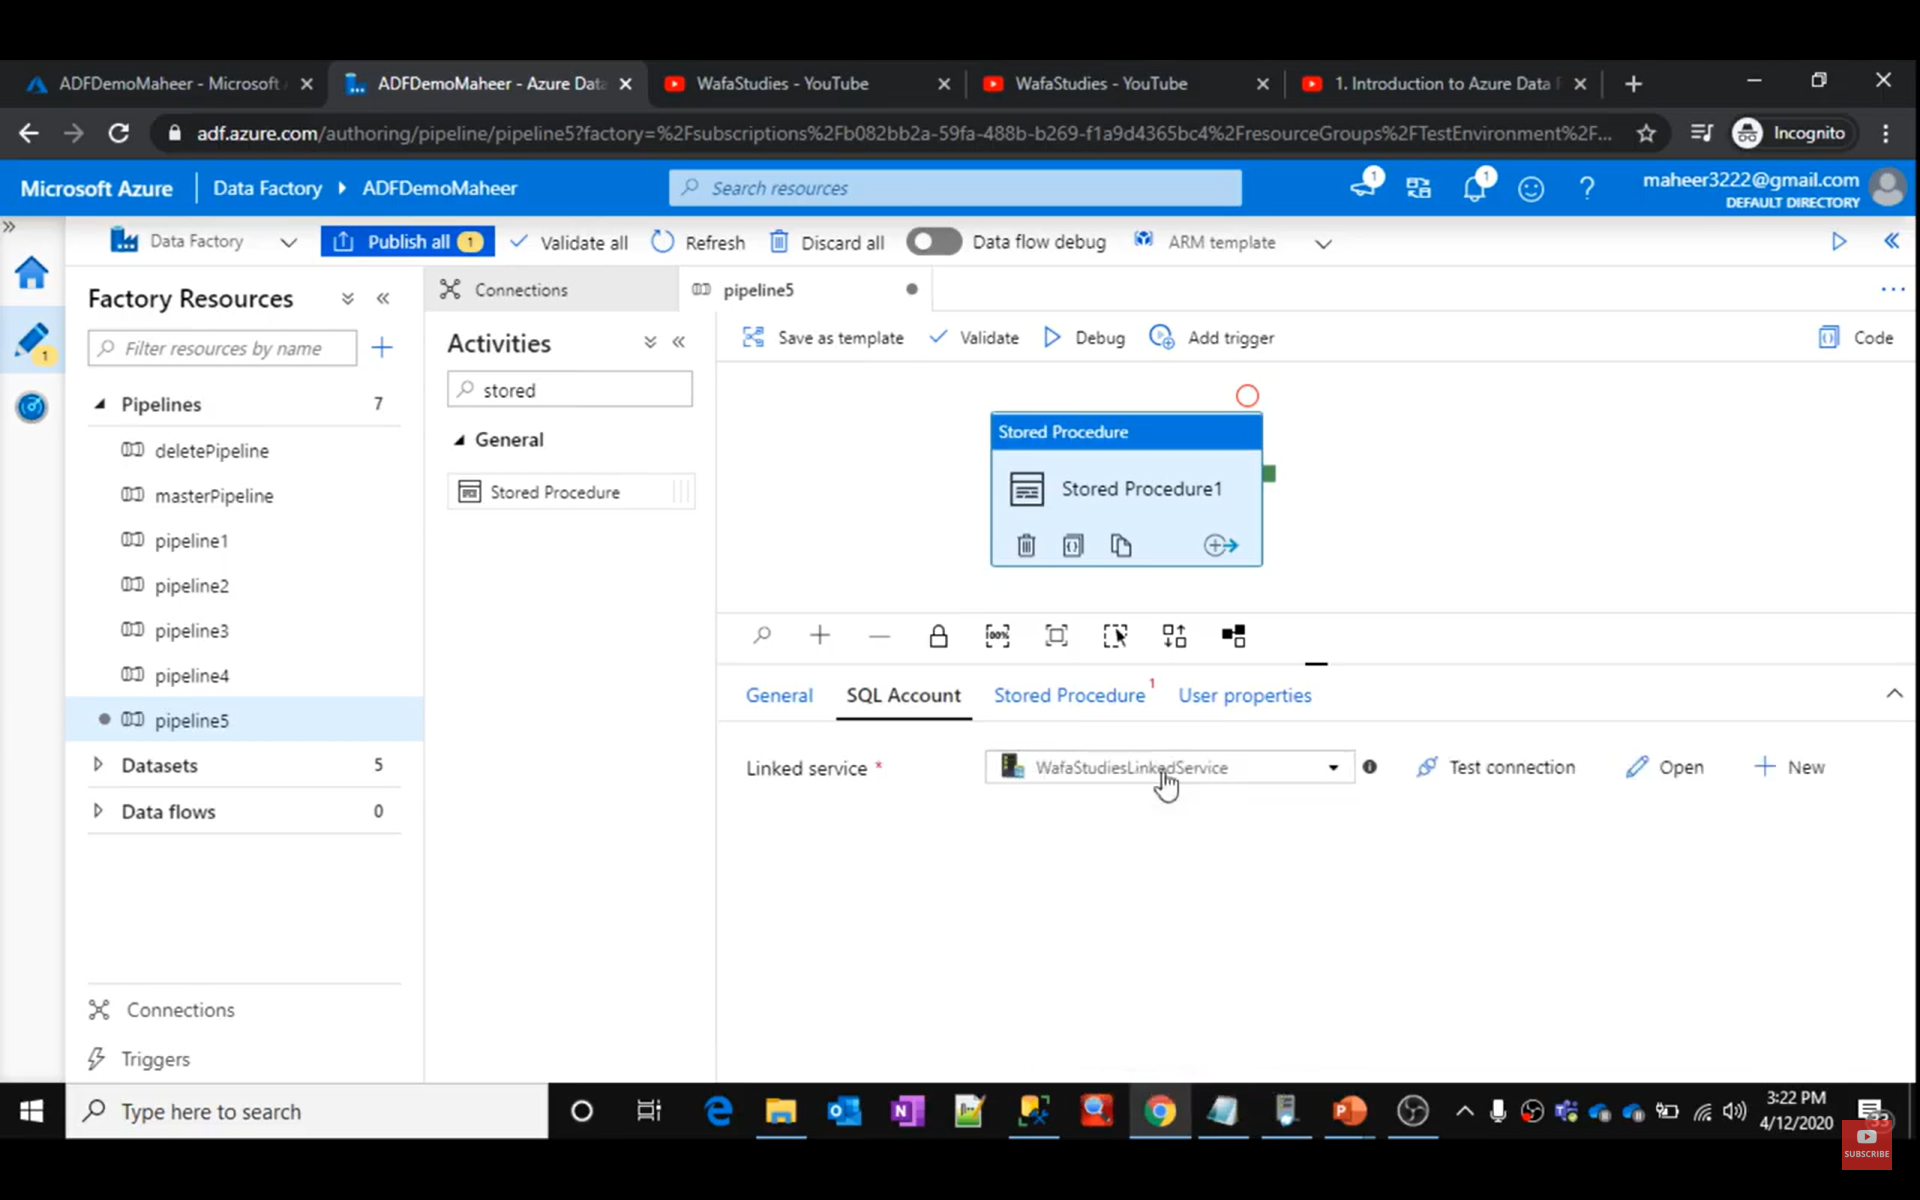 ADFDemoMaheer - Microsoft
ADFDemoMaheer - Azure Data
WafaStudies - YouTube
WafaStudies - YouTube
1. Introduction to Azure Data
adf.azure.com/authoring/pipeline/pipeline5?factory=%2Fsubscriptions%2Fb082bb2a-59fa-488b-b269-f1a9d4365bc4%2FresourceGroups%2FTestEnvironment%2F...
Incognito
Microsoft Azure
Data Factory
ADFDemoMaheer
Search resources
1
1
maheer3222@gmail.com
DEFAULT DIRECTORY
Data Factory
Publish all 1
Validate all
Refresh
Discard all
Data flow debug
ARM template
Factory Resources
Filter resources by name
1
Pipelines 7
deletePipeline
masterPipeline
pipeline1
pipeline2
pipeline3
pipeline4
pipeline5
Datasets 5
Data flows 0
Connections
Triggers
Connections
pipeline5
Activities
stored
General
Stored Procedure
Save as template
Validate
Debug
Add trigger
Code
Stored Procedure
Stored Procedure1
100%
General
SQL Account
Stored Procedure 1
User properties
Linked service *
WafaStudiesLinkedService
Test connection
Open
New
Type here to search
3:22 PM
4/12/2020
33
SUBSCRIBE